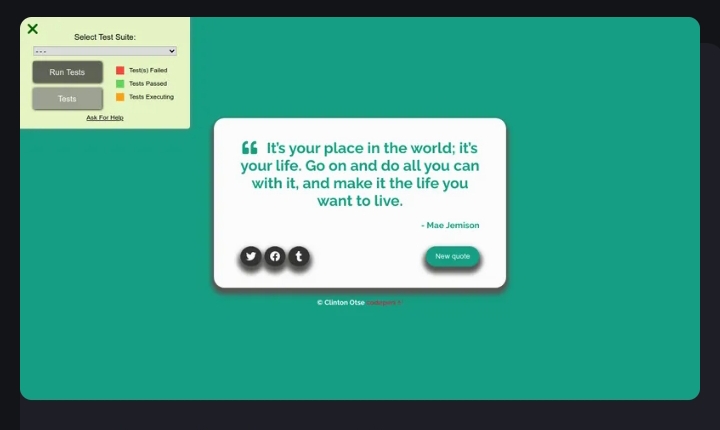 Select Test Suite:
- - -
Run Tests
Test(s) Failed
Tests Passed
Tests
Tests Executing
Ask For Help
It's your place in the world; it's
your life. Go on and do all you can
with it, and make it the life you
want to live.
- Mae Jemison
New quote
© Clinton Otse